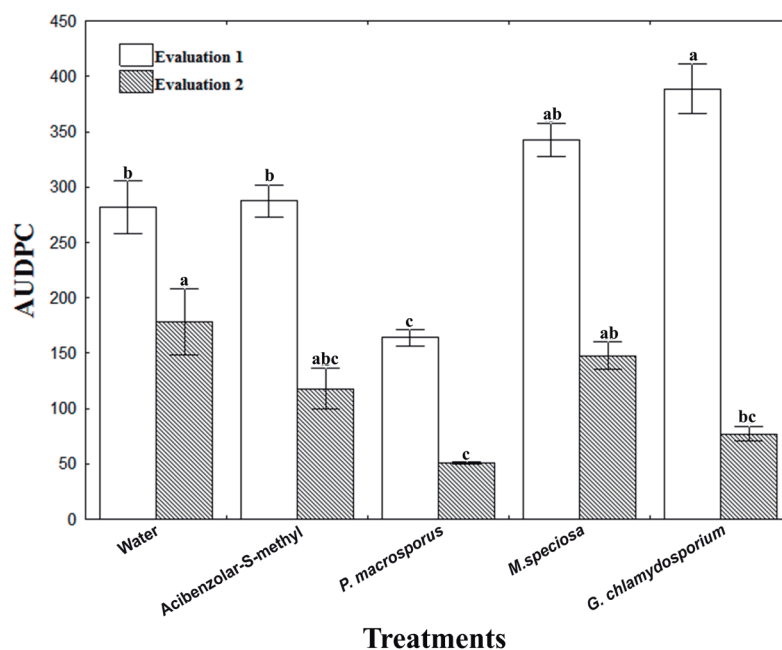 450
400
350
300
250
200
150
100
50
0
AUDPC
Evaluation 1
Evaluation 2
b
a
b
abc
c
c
ab
ab
a
bc
Water
Acibenzolar-S-methyl
P. macrosporus
M.speciosa
G. chlamydosporium
Treatments